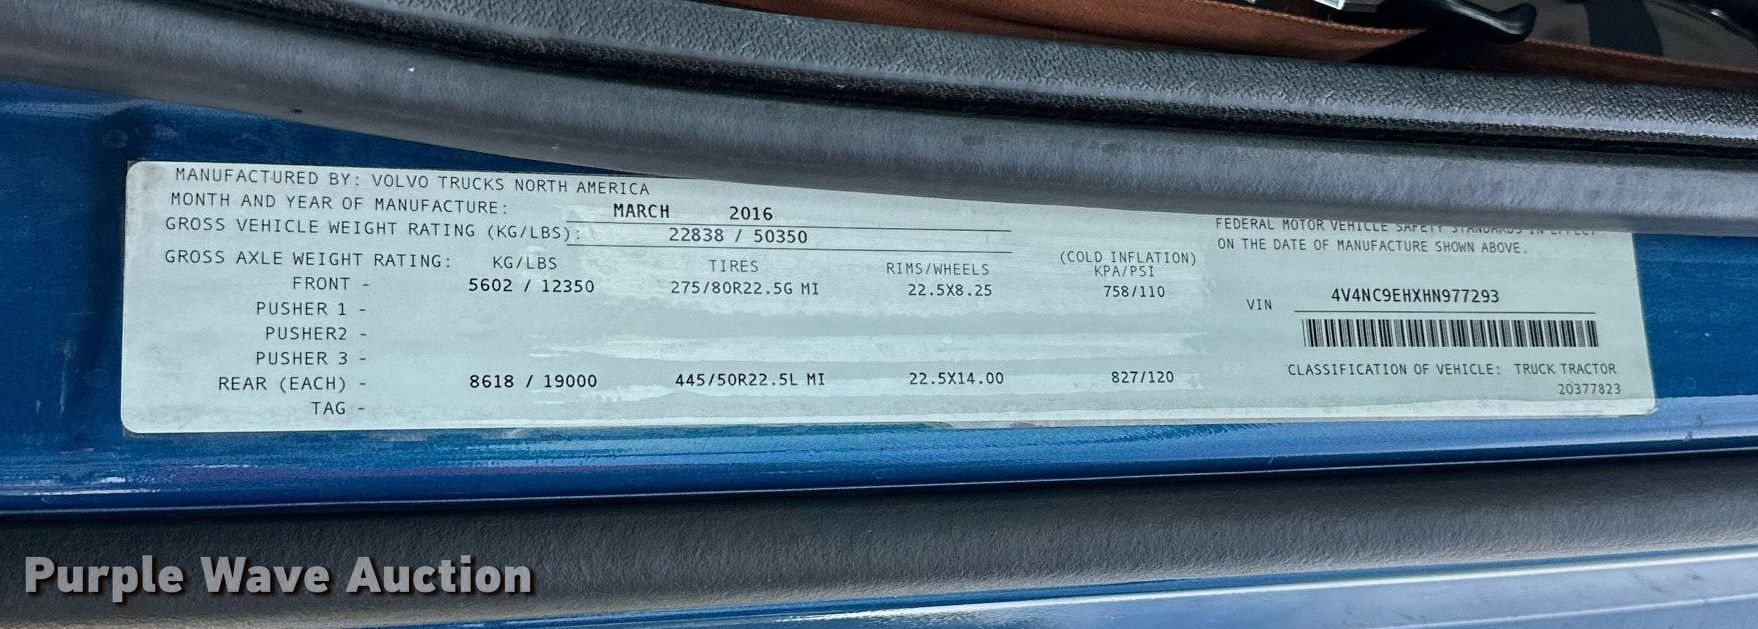 MANUFACTURED BY: VOLVO TRUCKS NORTH AMERICA
MONTH AND YEAR OF MANUFACTURE: MARCH 2016
GROSS VEHICLE WEIGHT RATING (KG/LBS): 22838 / 50350
GROSS AXLE WEIGHT RATING: KG/LBS TIRES RIMS/WHEELS (COLD INFLATION) KPA/PSI
FRONT - 5602 / 12350 275/80R22.5G MI 22.5X8.25 758/110
PUSHER 1 -
PUSHER2 -
PUSHER 3 -
REAR (EACH) - 8618 / 19000 445/50R22.5L MI 22.5X14.00 827/120
TAG -
FEDERAL MOTOR VEHICLE SAFETY STANDARDS IN EFFECT
ON THE DATE OF MANUFACTURE SHOWN ABOVE.
VIN 4V4NC9EHXHN977293
CLASSIFICATION OF VEHICLE: TRUCK TRACTOR
20377823
Purple Wave Auction